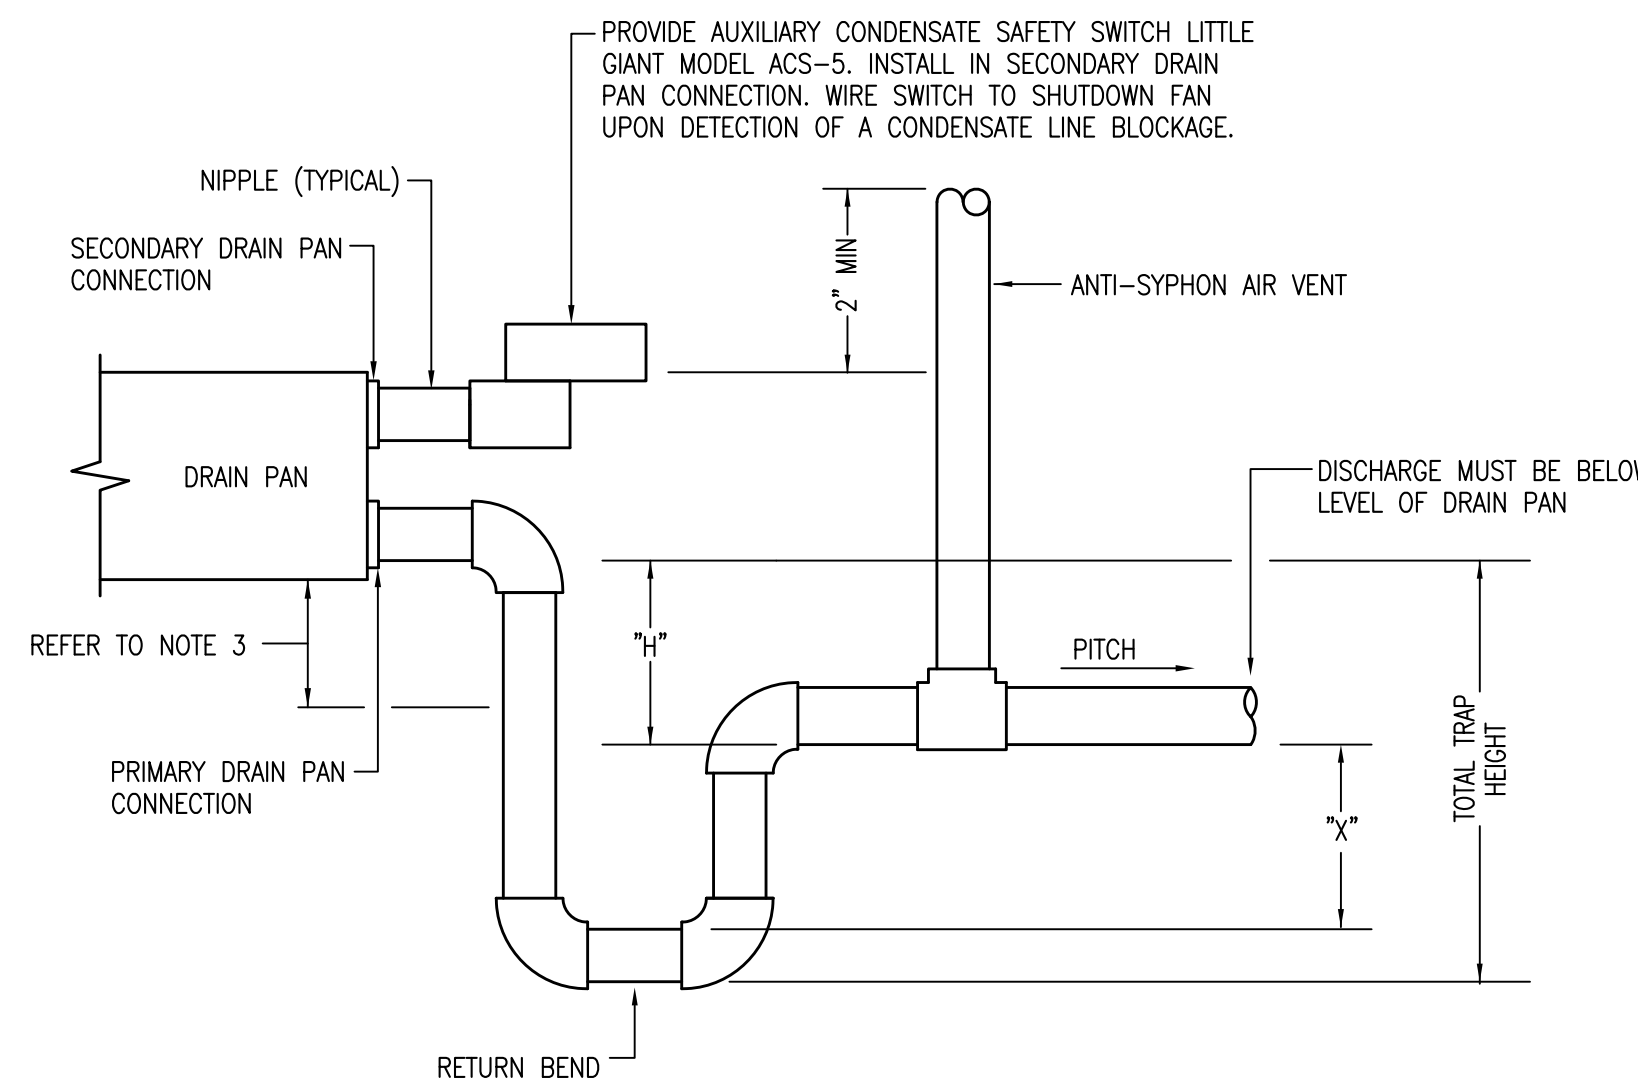 PROVIDE AUXILIARY CONDENSATE SAFETY SWITCH LITTLE
GIANT MODEL ACS-5. INSTALL IN SECONDARY DRAIN
PAN CONNECTION. WIRE SWITCH TO SHUTDOWN FAN
UPON DETECTION OF A CONDENSATE LINE BLOCKAGE.
NIPPLE (TYPICAL)
SECONDARY DRAIN PAN
CONNECTION
2" MIN
ANTI-SYPHON AIR VENT
DRAIN PAN
DISCHARGE MUST BE BELOW
LEVEL OF DRAIN PAN
REFER TO NOTE 3
"H"
PITCH
PRIMARY DRAIN PAN
CONNECTION
"X"
TOTAL TRAP
HEIGHT
RETURN BEND